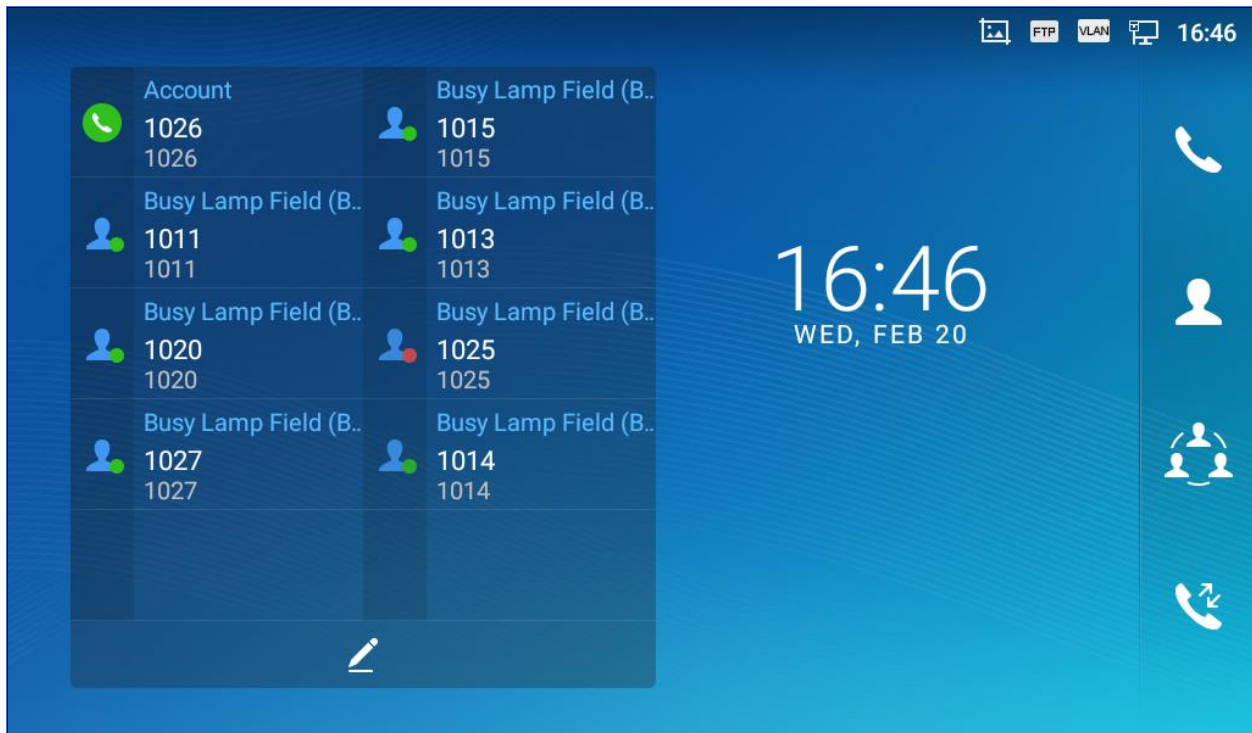 FTP VLAN 16:46
Account
1026
1026
Busy Lamp Field (B..
1015
1015
Busy Lamp Field (B..
1011
1011
Busy Lamp Field (B..
1013
1013
Busy Lamp Field (B..
1020
1020
Busy Lamp Field (B..
1025
1025
Busy Lamp Field (B..
1027
1027
Busy Lamp Field (B..
1014
1014
16:46
WED, FEB 20